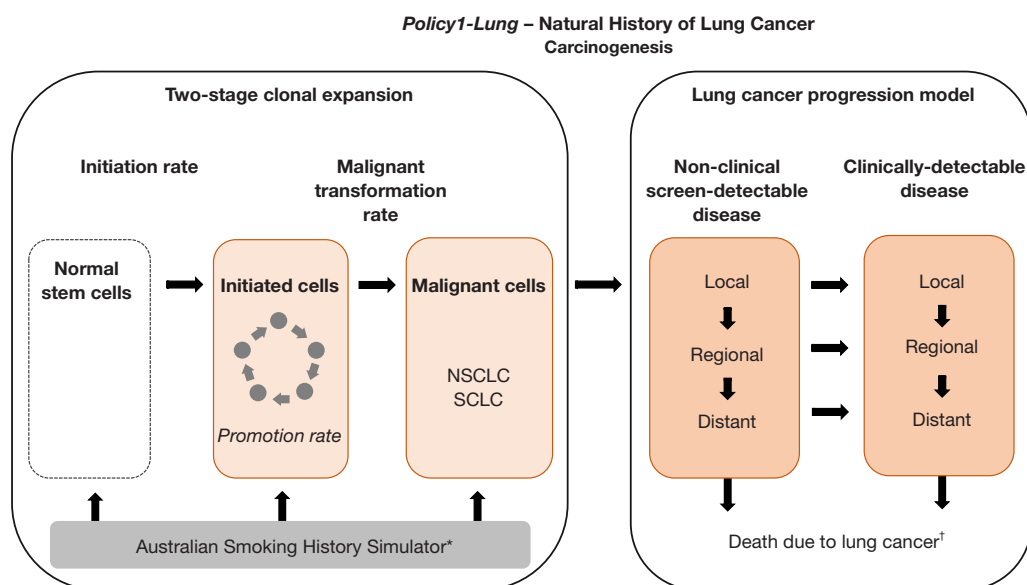 Policy1-Lung – Natural History of Lung Cancer
Carcinogenesis
Two-stage clonal expansion
Initiation rate
Malignant
transformation
rate
Normal
stem cells
Initiated cells
Promotion rate
Malignant cells
NSCLC
SCLC
Australian Smoking History Simulator*
Lung cancer progression model
Non-clinical
screen-detectable
disease
Clinically-detectable
disease
Local
Regional
Distant
Local
Regional
Distant
Death due to lung cancer†